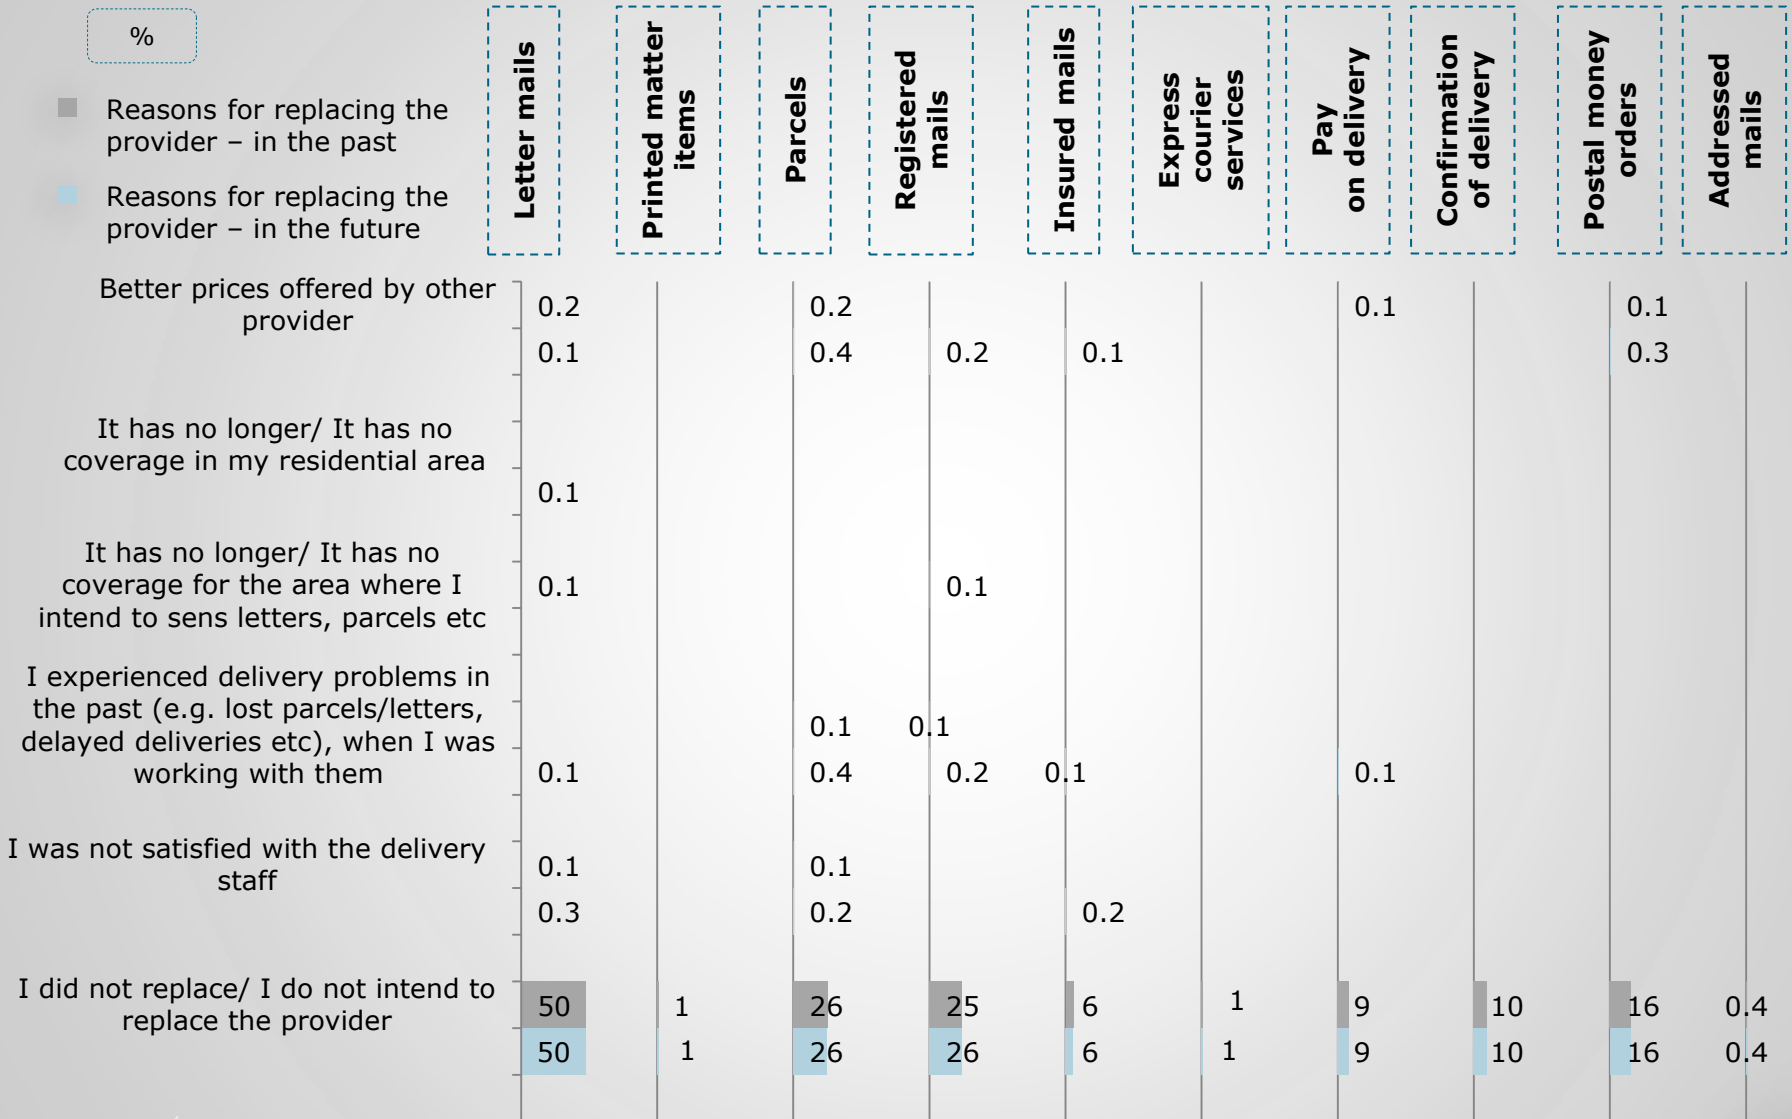 %
Reasons for replacing the
provider – in the past
Reasons for replacing the
provider – in the future
Letter mails
Printed matter
items
Parcels
Registered
mails
Insured mails
Express
courier
services
Pay
on delivery
Confirmation
of delivery
Postal money
orders
Addressed
mails
Better prices offered by other
provider
0.2 0.2 0.1 0.1
0.1 0.4 0.2 0.1 0.3
It has no longer/ It has no
coverage in my residential area
0.1
It has no longer/ It has no
coverage for the area where I
intend to sens letters, parcels etc
0.1 0.1
I experienced delivery problems in
the past (e.g. lost parcels/letters,
delayed deliveries etc), when I was
working with them
0.1 0.1
0.1 0.4 0.2 0.1 0.1
I was not satisfied with the delivery
staff
0.1 0.1
0.3 0.2 0.2
I did not replace/ I do not intend to
replace the provider
50 1 26 25 6 1 9 10 16 0.4
50 1 26 26 6 1 9 10 16 0.4